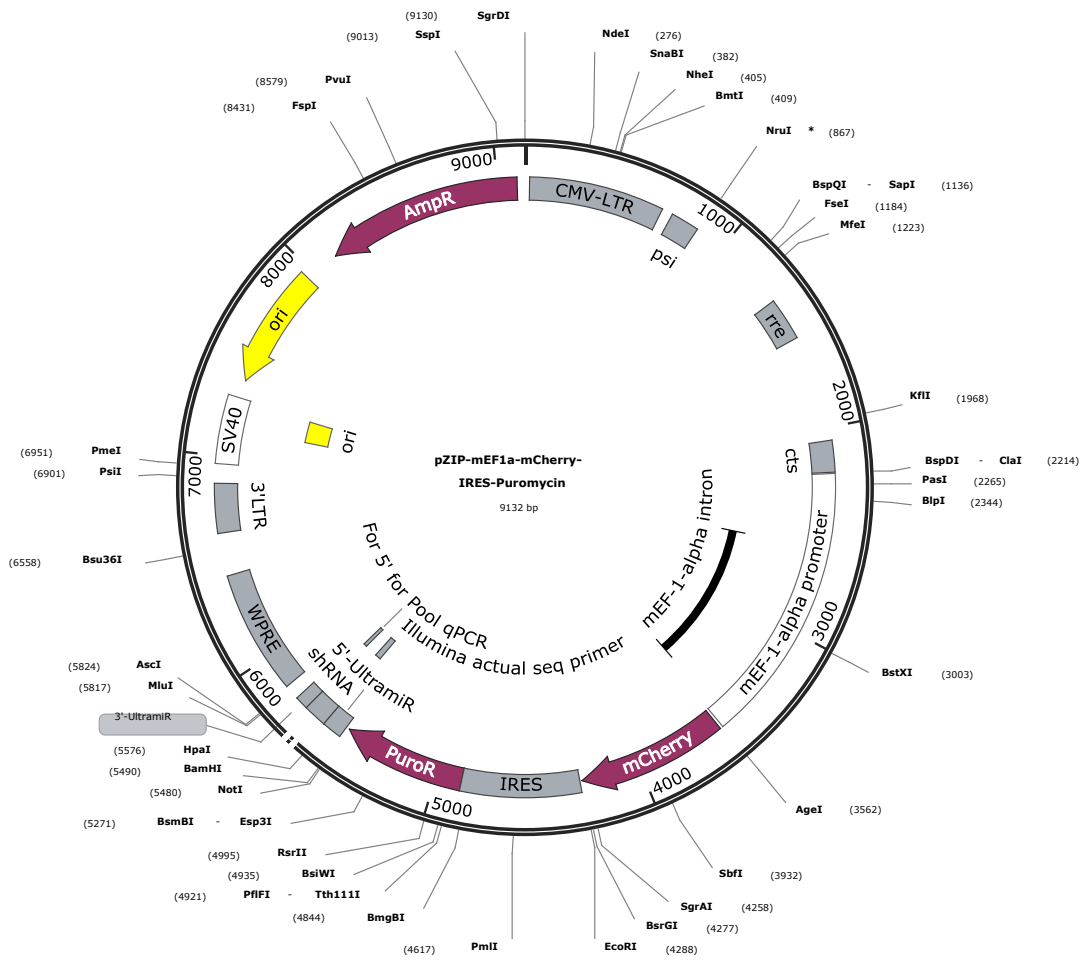 (9130) SgrDI
SspI
(9013)
PvuI
(8579)
FspI
(8431)
NdeI (276)
SnaBI (382)
NheI (405)
BmtI (409)
NruI * (867)
BspQI - SapI (1136)
FseI (1184)
MfeI (1223)
KflI (1968)
BspDI - ClaI (2214)
PasI (2265)
BlpI (2344)
BstXI (3003)
AgeI (3562)
SbfI (3932)
SgrAI (4258)
BsrGI (4277)
EcoRI (4288)
(4617) PmlI
(4844) BmgBI
(4921) PflFI - Tth111I
(4935) BsiWI
(4995) RsrII
(5271) BsmBI - Esp3I
(5480) NotI
(5490) BamHI
(5576) HpaI
3'-UltramiR
(5817) MluI
(5824) AscI
(6558) Bsu36I
(6901) PsiI
(6951) PmeI
1000
2000
3000
4000
5000
6000
7000
8000
9000
CMV-LTR
psi
rre
cts
mEF-1-alpha promoter
mEF-1-alpha intron
mCherry
IRES
PuroR
5'-UltramiR
shRNA
WPRE
3'LTR
SV40
ori
ori
AmpR
For 5' for Pool qPCR
Illumina actual seq primer
pZIP-mEF1a-mCherry-
IRES-Puromycin
9132 bp